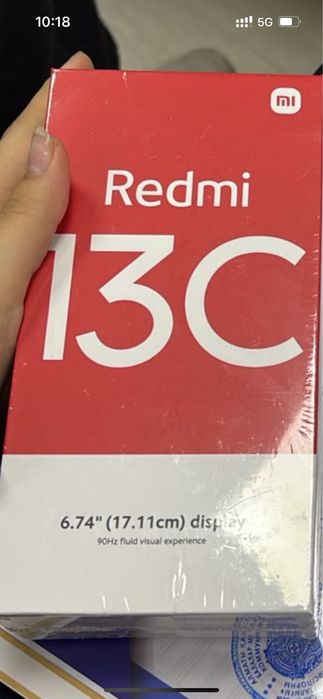 10:18
5G
mi
Redmi
13C
6.74" (17.11cm) display
90Hz fluid visual experience